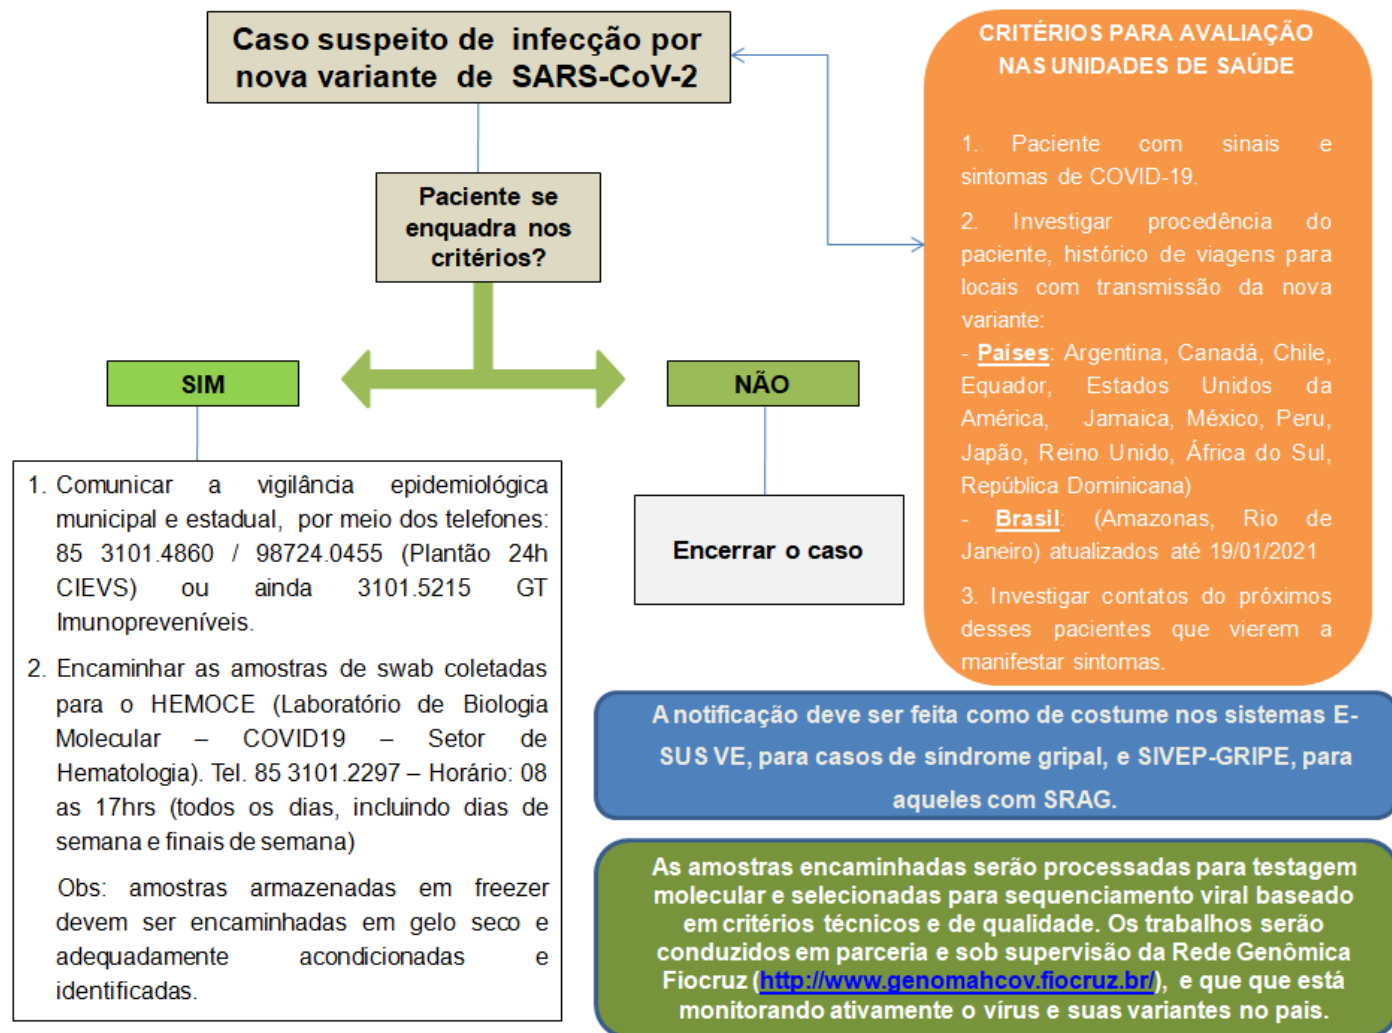 Caso suspeito de infecção por
nova variante de SARS-CoV-2
Paciente se
enquadra nos
critérios?
SIM
NÃO
1. Comunicar a vigilância epidemiológica
municipal e estadual, por meio dos telefones:
85 3101.4860 / 98724.0455 (Plantão 24h
CIEVS) ou ainda 3101.5215 GT
Imunopreveníveis.
2. Encaminhar as amostras de swab coletadas
para o HEMOCE (Laboratório de Biologia
Molecular – COVID19 – Setor de
Hematologia). Tel. 85 3101.2297 – Horário: 08
as 17hrs (todos os dias, incluindo dias de
semana e finais de semana)
Obs: amostras armazenadas em freezer
devem ser encaminhadas em gelo seco e
adequadamente acondicionadas e
identificadas.
Encerrar o caso
CRITÉRIOS PARA AVALIAÇÃO
NAS UNIDADES DE SAÚDE
1. Paciente com sinais e
sintomas de COVID-19.
2. Investigar procedência do
paciente, histórico de viagens para
locais com transmissão da nova
variante:
- Países: Argentina, Canadá, Chile,
Equador, Estados Unidos da
América, Jamaica, México, Peru,
Japão, Reino Unido, África do Sul,
República Dominicana)
- Brasil: (Amazonas, Rio de
Janeiro) atualizados até 19/01/2021
3. Investigar contatos do próximos
desses pacientes que vierem a
manifestar sintomas.
A notificação deve ser feita como de costume nos sistemas E-
SUS VE, para casos de síndrome gripal, e SIVEP-GRIPE, para
aqueles com SRAG.
As amostras encaminhadas serão processadas para testagem
molecular e selecionadas para sequenciamento viral baseado
em critérios técnicos e de qualidade. Os trabalhos serão
conduzidos em parceria e sob supervisão da Rede Genômica
Fiocruz (http://www.genomahcov.fiocruz.br/), e que que está
monitorando ativamente o vírus e suas variantes no pais.